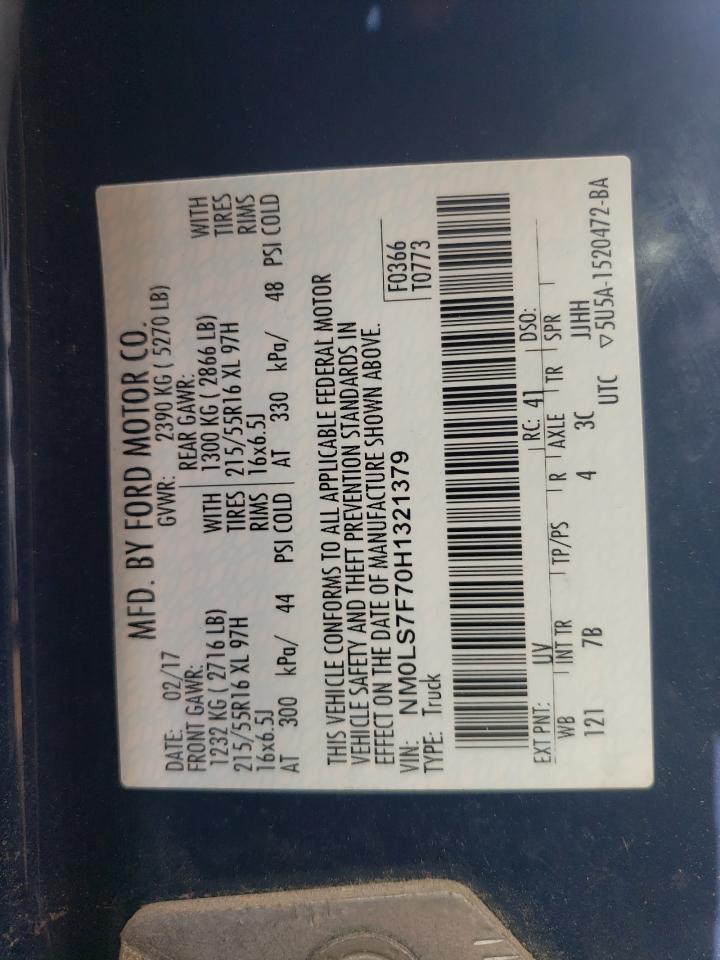 MFD. BY FORD MOTOR CO.
DATE: 02/17 GVWR: 2390 KG ( 5270 LB)
FRONT GAWR: REAR GAWR:
1232 KG ( 2716 LB) WITH 1300 KG ( 2866 LB) WITH
215/55R16 XL 97H TIRES 215/55R16 XL 97H TIRES
16x6.5J RIMS 16x6.5J RIMS
AT 300 kPa/ 44 PSI COLD AT 330 kPa/ 48 PSI COLD
THIS VEHICLE CONFORMS TO ALL APPLICABLE FEDERAL MOTOR
VEHICLE SAFETY AND THEFT PREVENTION STANDARDS IN
EFFECT ON THE DATE OF MANUFACTURE SHOWN ABOVE.
VIN: NM0LS7F70H1321379 F0366
TYPE: Truck T0773
EXT PNT: UV RC: 41 DSO:
WB INT TR TP/PS R AXLE TR SPR
121 7B 4 3C JJHH
UTC ▽5U5A-1520472-BA